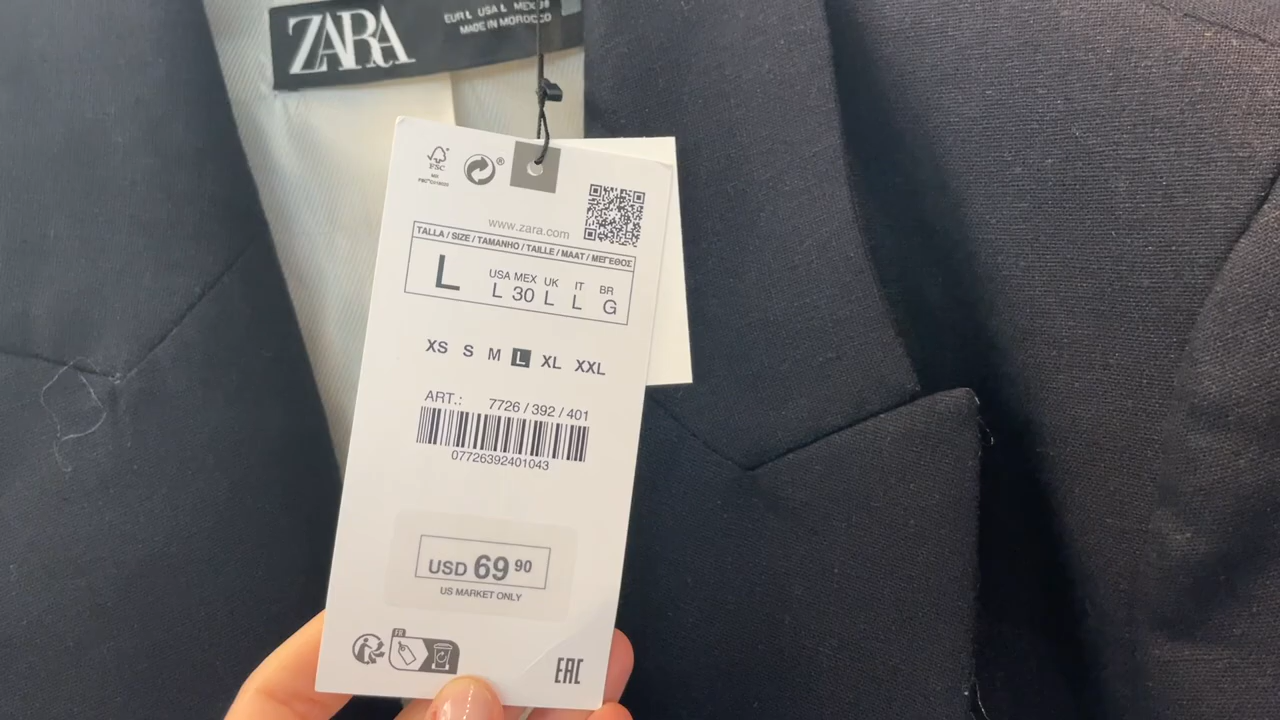 ZARA
EUR L USA L MEX 30
MADE IN MOROCCO
FSC
®
www.zara.com
TALLA / SIZE / TAMANHO / TAILLE / MAAT / ΜΕΓΕΘΟΣ
L
USA MEX UK IT BR
L 30 L L G
XS S M L XL XXL
ART.: 7726 / 392 / 401
07726392401043
USD 69 90
US MARKET ONLY
FR
EAC